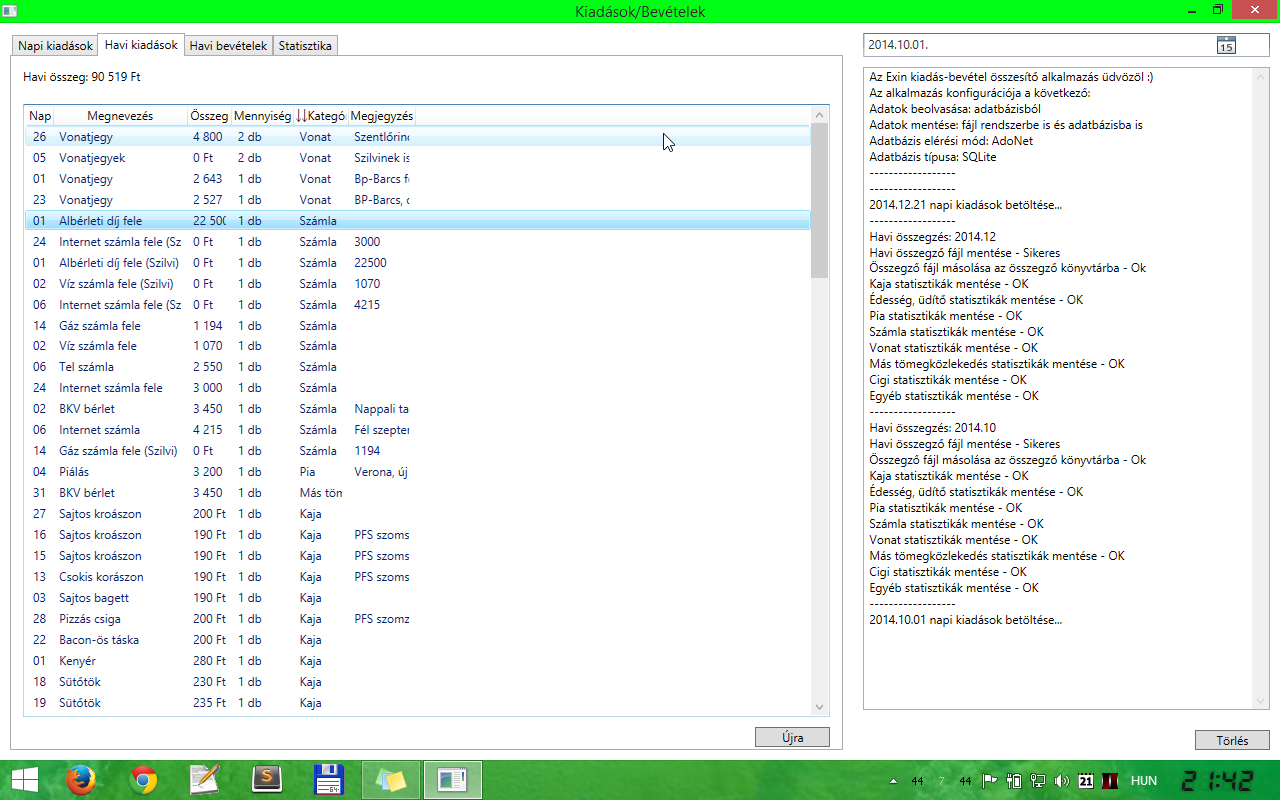 Kiadások/Bevételek
Napi kiadások Havi kiadások Havi bevételek Statisztika
Havi összeg: 90 519 Ft
Nap Megnevezés Összeg Mennyiség Kategó Megjegyzés
26 Vonatjegy 4 800 2 db Vonat Szentlőrinc
05 Vonatjegyek 0 Ft 2 db Vonat Szilvinek is
01 Vonatjegy 2 643 1 db Vonat Bp-Barcs fe
23 Vonatjegy 2 527 1 db Vonat BP-Barcs, c
01 Albérleti díj fele 22 500 1 db Számla
24 Internet számla fele (Sz 0 Ft 1 db Számla 3000
01 Albérleti díj fele (Szilvi) 0 Ft 1 db Számla 22500
02 Víz számla fele (Szilvi) 0 Ft 1 db Számla 1070
06 Internet számla fele (Sz 0 Ft 1 db Számla 4215
14 Gáz számla fele 1 194 1 db Számla
02 Víz számla fele 1 070 1 db Számla
06 Tel számla 2 550 1 db Számla
24 Internet számla fele 3 000 1 db Számla
02 BKV bérlet 3 450 1 db Számla Nappali ta
06 Internet számla 4 215 1 db Számla Fél szepter
14 Gáz számla fele (Szilvi) 0 Ft 1 db Számla 1194
04 Piálás 3 200 1 db Pia Verona, új
31 BKV bérlet 3 450 1 db Más töm
27 Sajtos kroászon 200 Ft 1 db Kaja
16 Sajtos kroászon 190 Ft 1 db Kaja PFS szoms
15 Sajtos kroászon 190 Ft 1 db Kaja PFS szoms
13 Csokis korászon 190 Ft 1 db Kaja PFS szoms
03 Sajtos bagett 190 Ft 1 db Kaja
28 Pizzás csiga 200 Ft 1 db Kaja PFS szomz
22 Bacon-ös táska 200 Ft 1 db Kaja
01 Kenyér 280 Ft 1 db Kaja
18 Sütőtök 230 Ft 1 db Kaja
19 Sütőtök 235 Ft 1 db Kaja
Újra
2014.10.01. 15
Az Exin kiadás-bevétel összesítő alkalmazás üdvözöl :)
Az alkalmazás konfigurációja a következő:
Adatok beolvasása: adatbázisból
Adatok mentése: fájl rendszerbe is és adatbázisba is
Adatbázis elérési mód: AdoNet
Adatbázis típusa: SQLite
------------------
------------------
2014.12.21 napi kiadások betöltése...
------------------
Havi összegzés: 2014.12
Havi összegző fájl mentése - Sikeres
Összegző fájl másolása az összegző könyvtárba - Ok
Kaja statisztikák mentése - OK
Édesség, üdítő statisztikák mentése - OK
Pia statisztikák mentése - OK
Számla statisztikák mentése - OK
Vonat statisztikák mentése - OK
Más tömegközlekedés statisztikák mentése - OK
Cigi statisztikák mentése - OK
Egyéb statisztikák mentése - OK
------------------
Havi összegzés: 2014.10
Havi összegző fájl mentése - Sikeres
Összegző fájl másolása az összegző könyvtárba - Ok
Kaja statisztikák mentése - OK
Édesség, üdítő statisztikák mentése - OK
Pia statisztikák mentése - OK
Számla statisztikák mentése - OK
Vonat statisztikák mentése - OK
Más tömegközlekedés statisztikák mentése - OK
Cigi statisztikák mentése - OK
Egyéb statisztikák mentése - OK
------------------
2014.10.01 napi kiadások betöltése...
Törlés
S 64 44 7 44 21 HUN 21:42